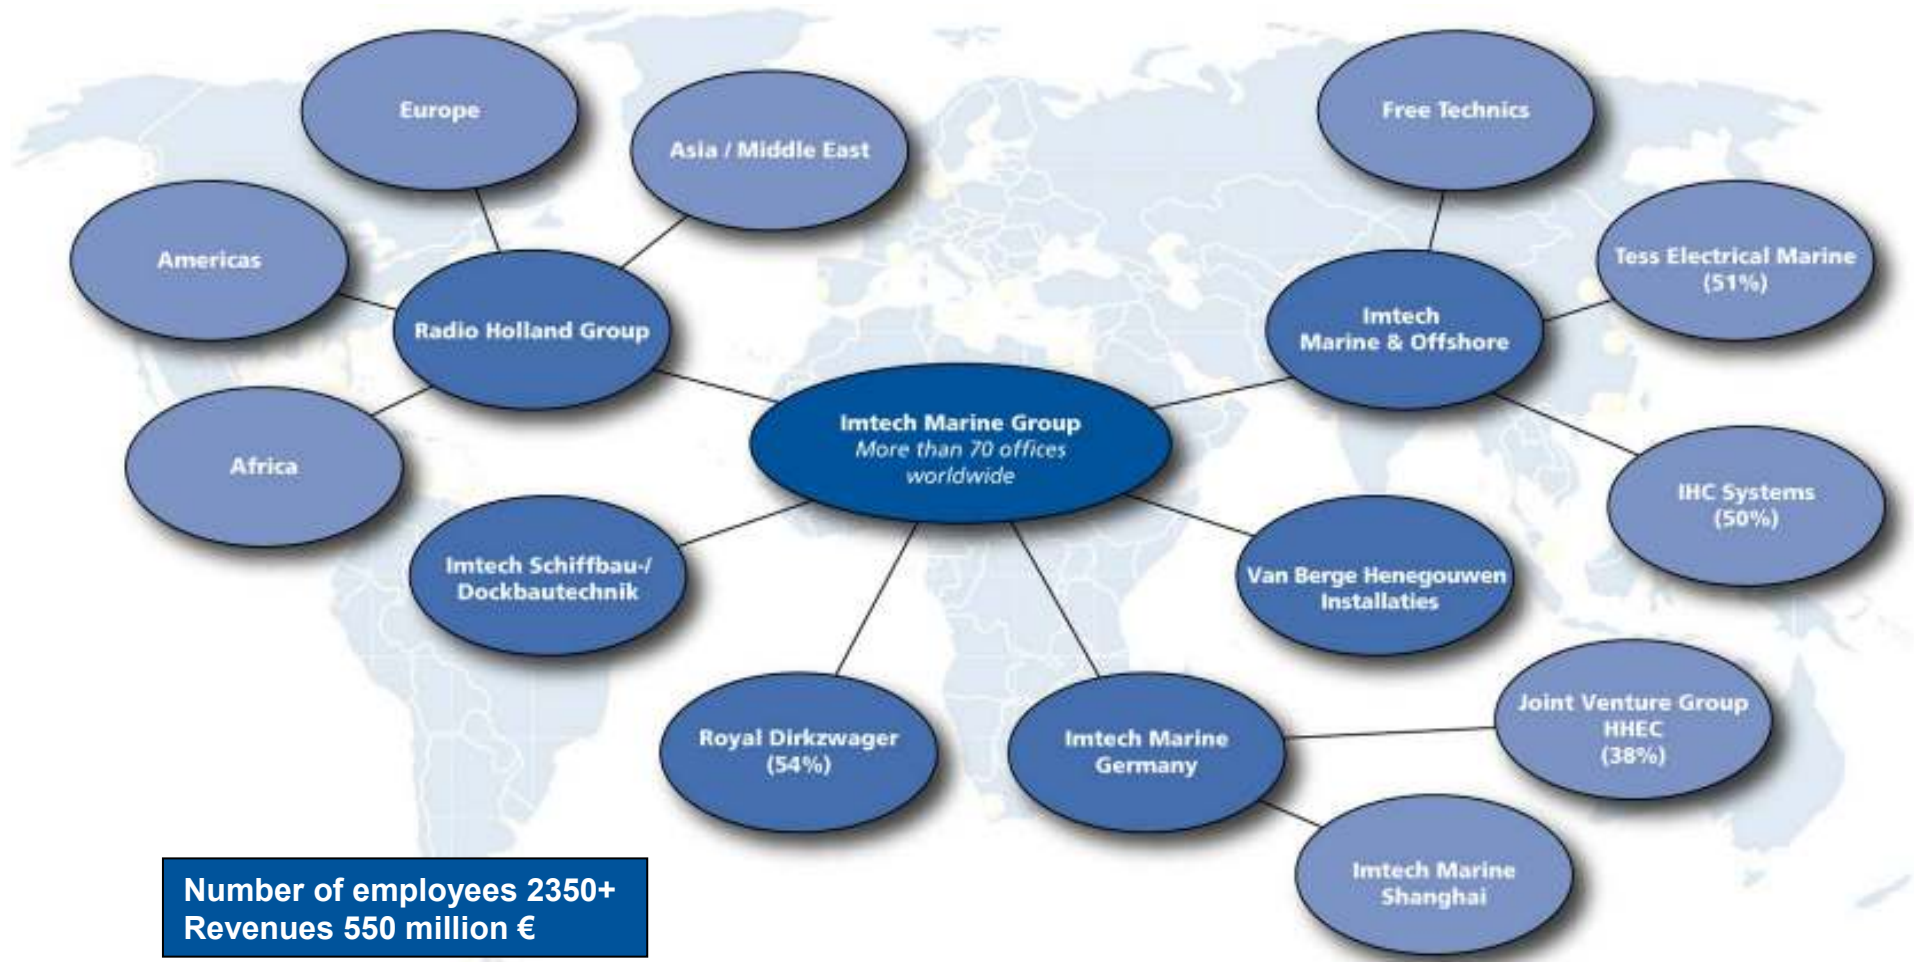 Europe
Asia / Middle East
Americas
Radio Holland Group
Africa
Free Technics
Tess Electrical Marine
(51%)
Imtech
Marine & Offshore
IHC Systems
(50%)
Imtech Marine Group
More than 70 offices
worldwide
Imtech Schiffbau-/
Dockbautechnik
Van Berge Henegouwen
Installaties
Royal Dirkzwager
(54%)
Imtech Marine
Germany
Joint Venture Group
HHEC
(38%)
Imtech Marine
Shanghai
Number of employees 2350+
Revenues 550 million €